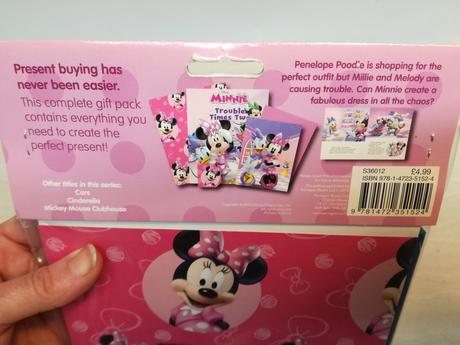 Present buying has
never been easier.
This complete gift pack
contains everything you
need to create the
perfect present!
Other titles in this series:
Cars
Cinderella
Mickey Mouse Clubhouse
MINNIE
Trouble
Times Two
Penelope Poodle is shopping for the
perfect outfit but Millie and Melody are
causing trouble. Can Minnie create a
fabulous dress in all the chaos?
S36012
£4.99
ISBN 978-1-4723-5152-4
9 781472 351524